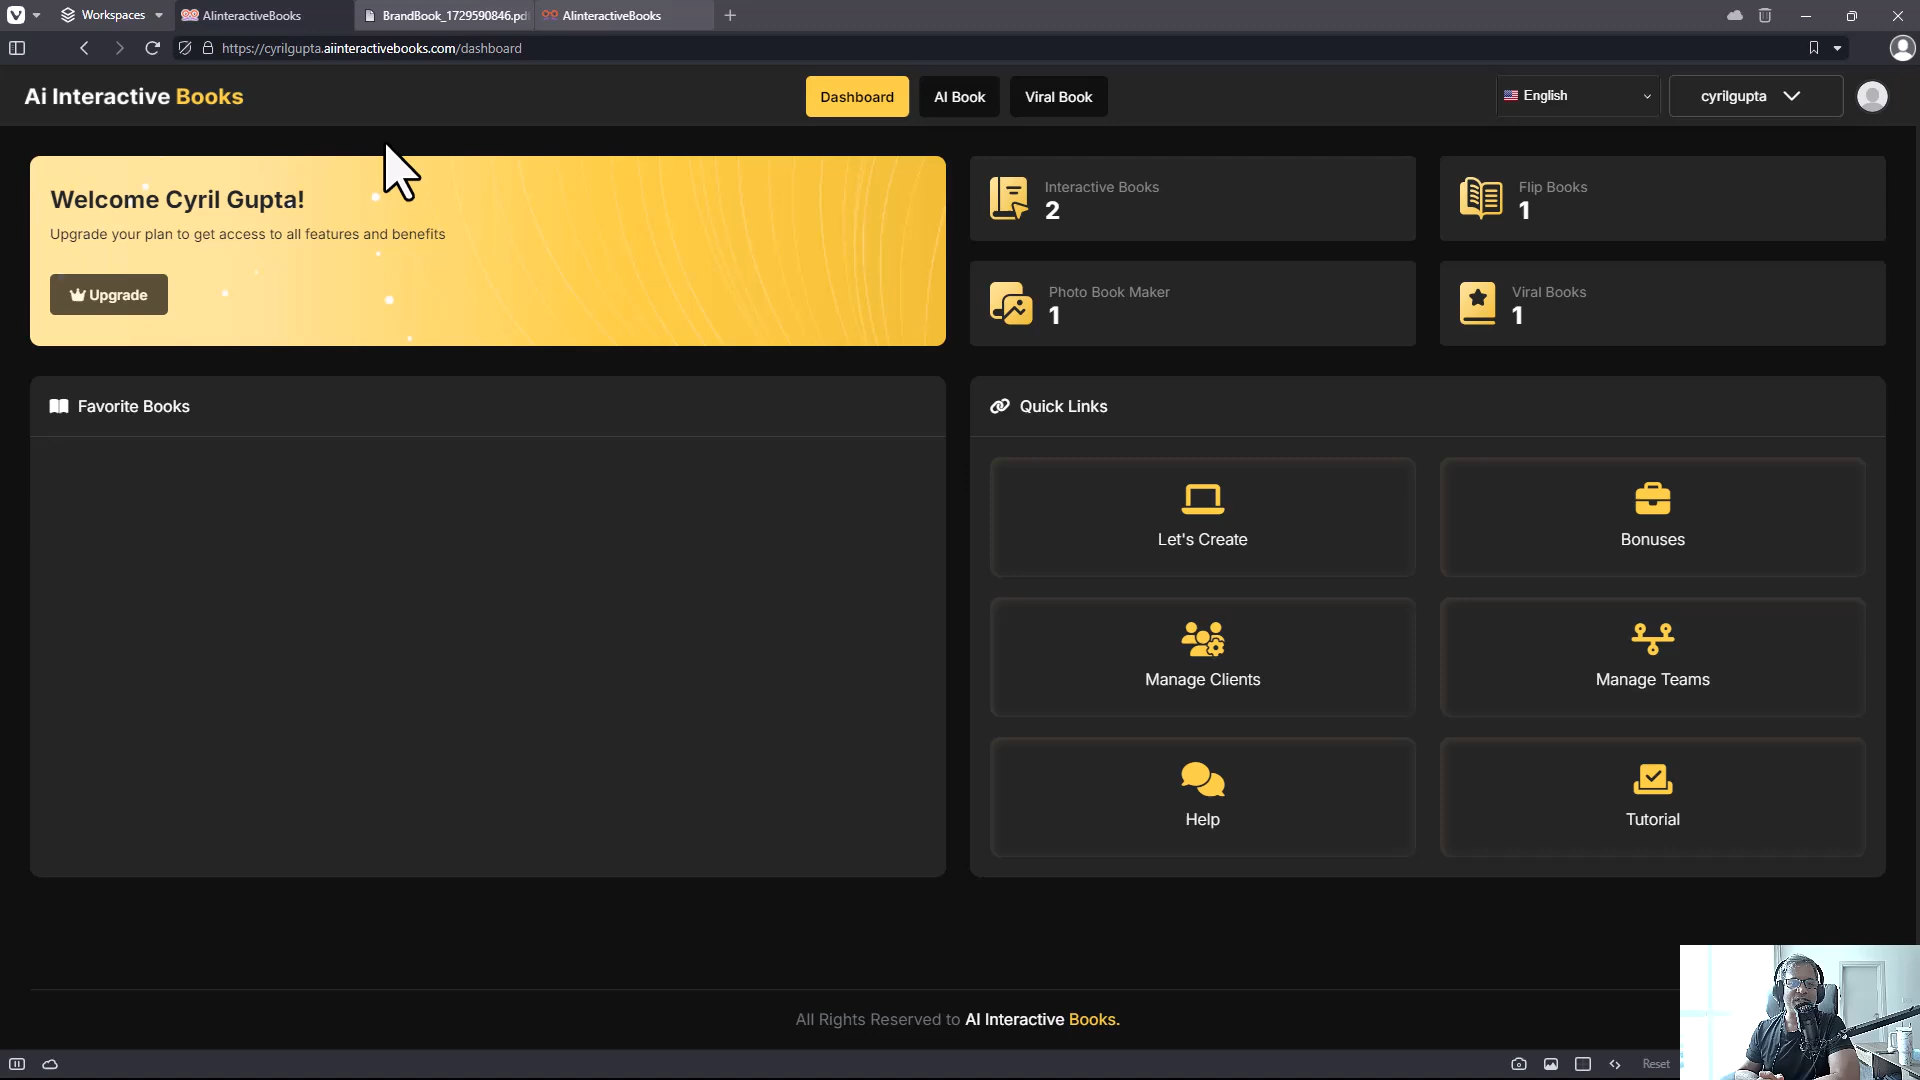 Workspaces
AIinteractiveBooks
BrandBook_1729590846.pd
AIinteractiveBooks
https://cyrilgupta.aiinteractivebooks.com/dashboard
Ai Interactive Books
Dashboard
AI Book
Viral Book
English
cyrilgupta
Welcome Cyril Gupta!
Upgrade your plan to get access to all features and benefits
Upgrade
Interactive Books
2
Flip Books
1
Photo Book Maker
1
Viral Books
1
Favorite Books
Quick Links
Let's Create
Bonuses
Manage Clients
Manage Teams
Help
Tutorial
All Rights Reserved to AI Interactive Books.
Reset